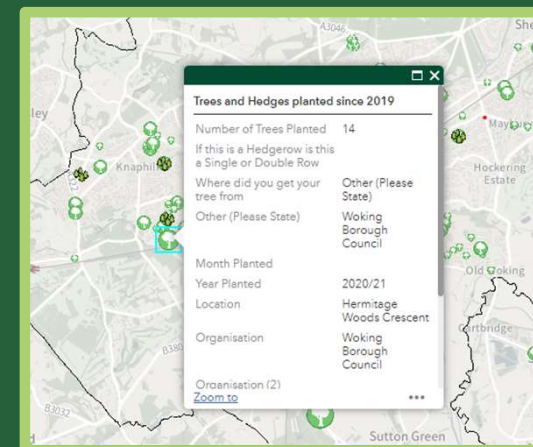 A3046
She
ley
Trees and Hedges planted since 2019
Number of Trees Planted 14
If this is a Hedgerow is this
a Single or Double Row
Where did you get your Other (Please
tree from State)
Other (Please State) Woking
Borough
Council
Month Planted
Year Planted 2020/21
Location Hermitage
Woods Crescent
Organisation Woking
Borough
Council
Organisation (2)
Zoom to
Knaphill
Hockering
Estate
Old Woking
B380
B3032
Sutton Green